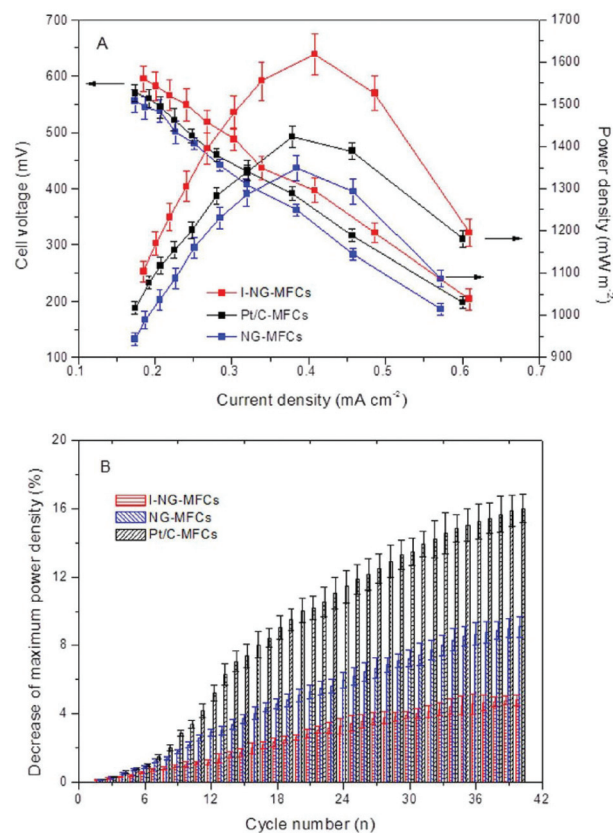 A
Cell voltage (mV)
700
600
500
400
300
200
100
Power density (mW m-2)
1700
1600
1500
1400
1300
1200
1100
1000
900
I-NG-MFCs
Pt/C-MFCs
NG-MFCs
0.1 0.2 0.3 0.4 0.5 0.6 0.7
Current density (mA cm-2)
B
Decrease of maximum power density (%)
20
16
12
8
4
0
I-NG-MFCs
NG-MFCs
Pt/C-MFCs
0 6 12 18 24 30 36 42
Cycle number (n)